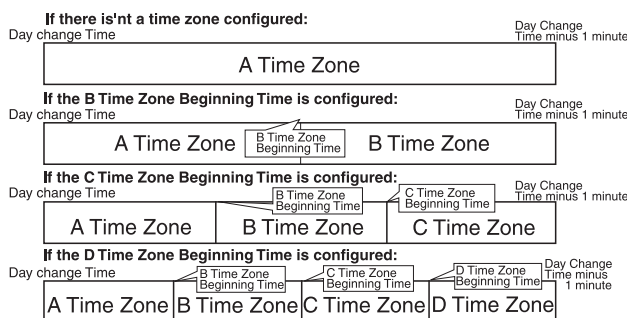 If there is'nt a time zone configured:
Day change Time
Day Change
Time minus 1 minute
A Time Zone
If the B Time Zone Beginning Time is configured:
Day change Time
Day Change
Time minus 1 minute
A Time Zone
B Time Zone
Beginning Time
B Time Zone
If the C Time Zone Beginning Time is configured:
Day change Time
B Time Zone
Beginning Time
C Time Zone
Beginning Time
Day Change
Time minus 1 minute
A Time Zone
B Time Zone
C Time Zone
If the D Time Zone Beginning Time is configured:
Day change Time
B Time Zone
Beginning Time
C Time Zone
Beginning Time
D Time Zone
Beginning Time
Day Change
Time minus
1 minute
A Time Zone
B Time Zone
C Time Zone
D Time Zone